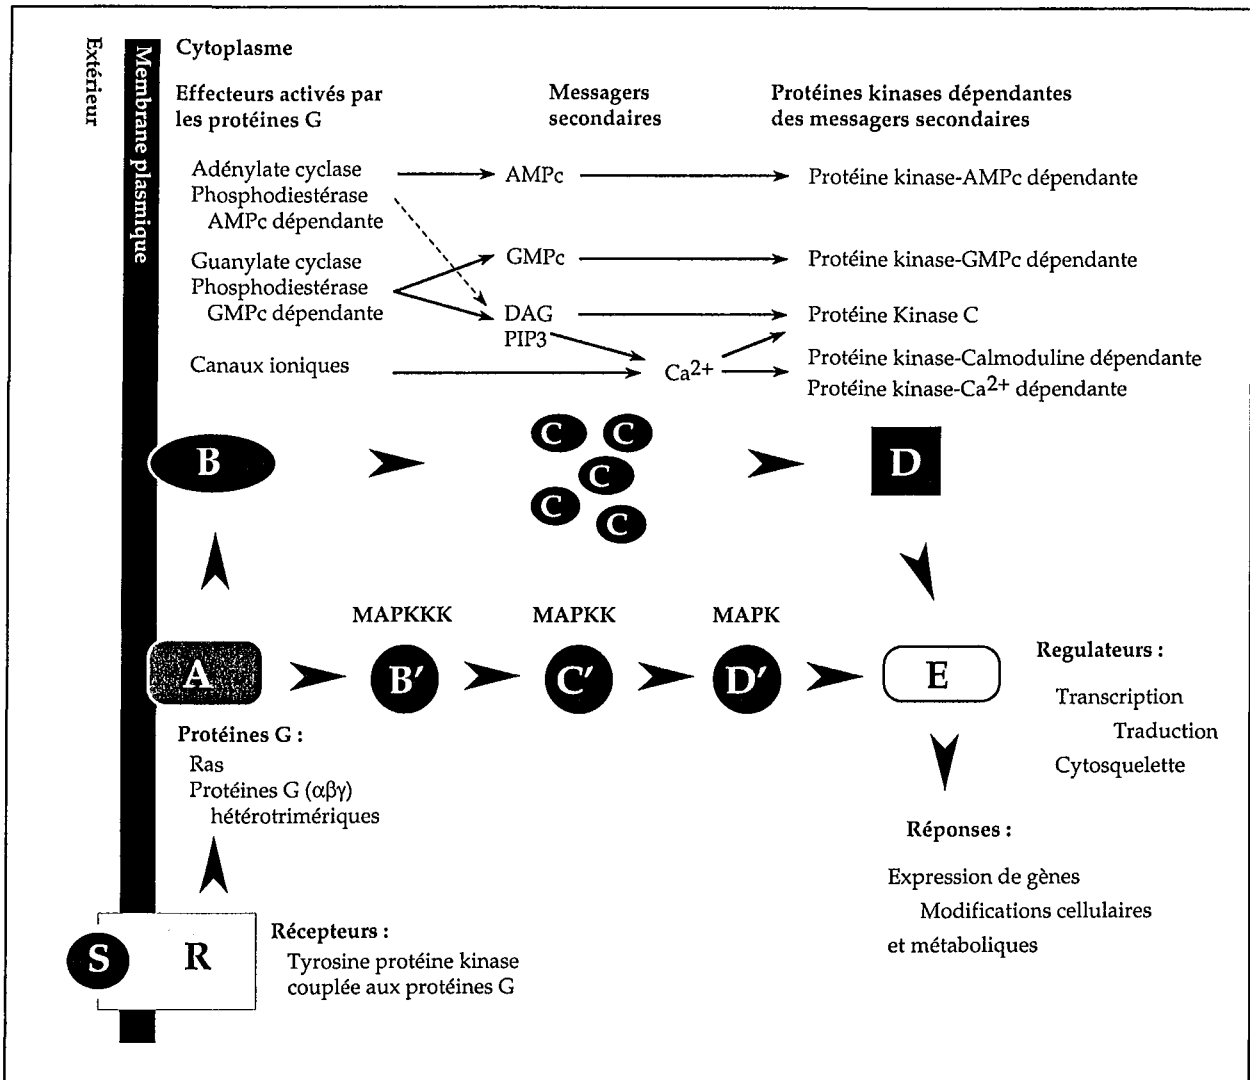 Extérieur
Membrane plasmique
Cytoplasme
Effecteurs activés par
les protéines G
Messagers
secondaires
Protéines kinases dépendantes
des messagers secondaires
Adénylate cyclase
Phosphodiestérase
AMPc dépendante
AMPc
Protéine kinase-AMPc dépendante
Guanylate cyclase
Phosphodiestérase
GMPc dépendante
GMPc
Protéine kinase-GMPc dépendante
DAG
PIP3
Protéine Kinase C
Canaux ioniques
Ca2+
Protéine kinase-Calmoduline dépendante
Protéine kinase-Ca2+ dépendante
B
C
C
C
C
C
D
MAPKKK
MAPKK
MAPK
A
B′
C′
D′
E
Regulateurs :
Transcription
Traduction
Cytosquelette
Protéines G :
Ras
Protéines G (αβγ)
hétérotrimériques
Réponses :
Expression de gènes
Modifications cellulaires
et métaboliques
S
R
Récepteurs :
Tyrosine protéine kinase
couplée aux protéines G